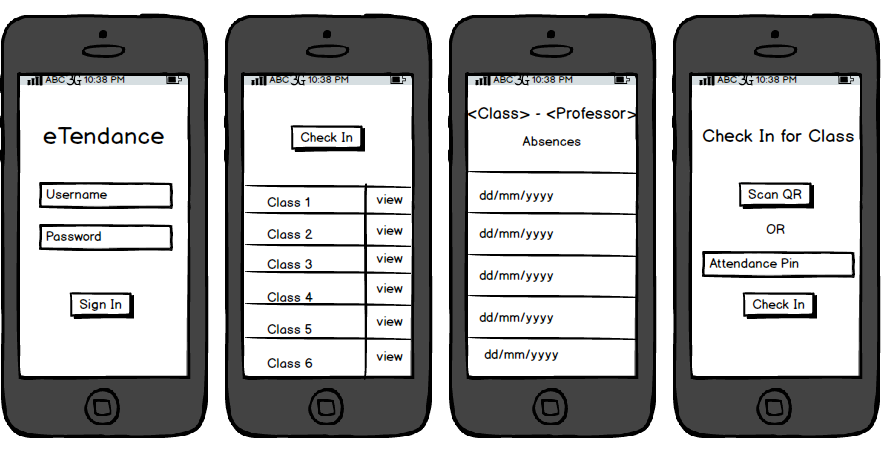 ABC 3G 10:38 PM
eTendance
Username
Password
Sign In
ABC 3G 10:38 PM
Check In
Class 1 view
Class 2 view
Class 3 view
Class 4 view
Class 5 view
Class 6 view
ABC 3G 10:38 PM
<Class> - <Professor>
Absences
dd/mm/yyyy
dd/mm/yyyy
dd/mm/yyyy
dd/mm/yyyy
dd/mm/yyyy
ABC 3G 10:38 PM
Check In for Class
Scan QR
OR
Attendance Pin
Check In